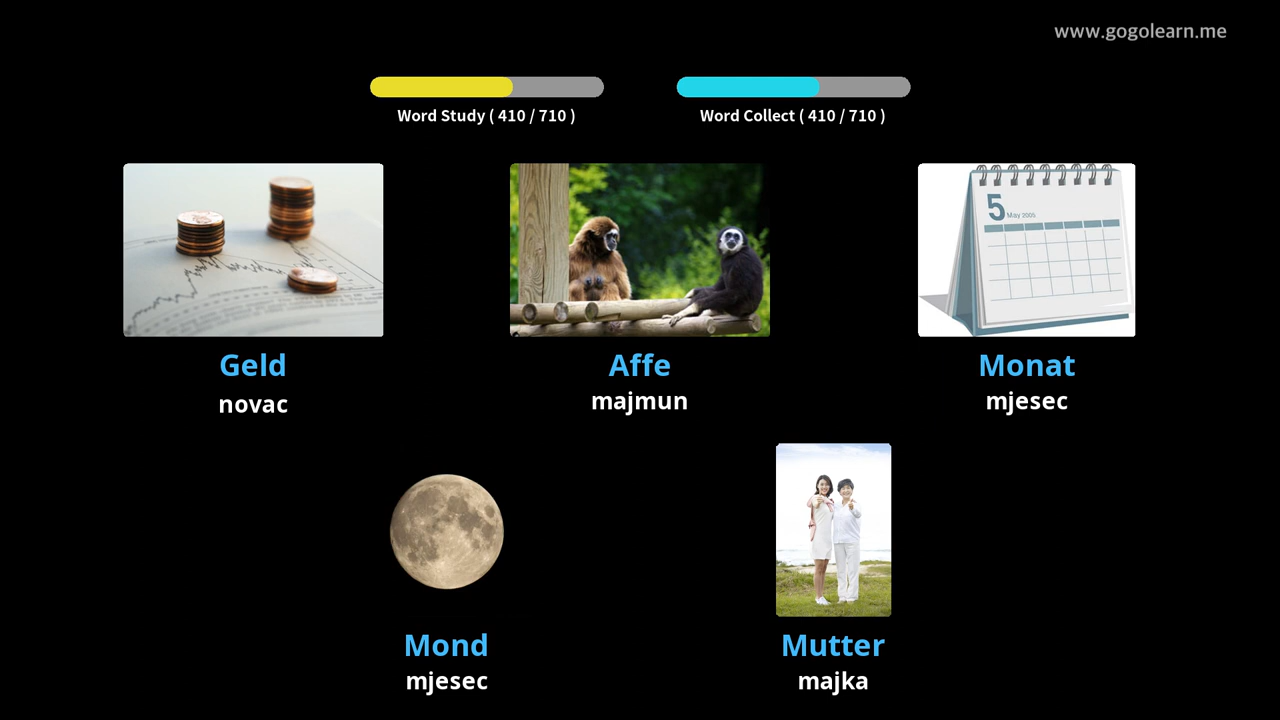 www.gogolearn.me
Word Study ( 410 / 710 )
Word Collect ( 410 / 710 )
5 May 2005
Geld
novac
Affe
majmun
Monat
mjesec
Mond
mjesec
Mutter
majka